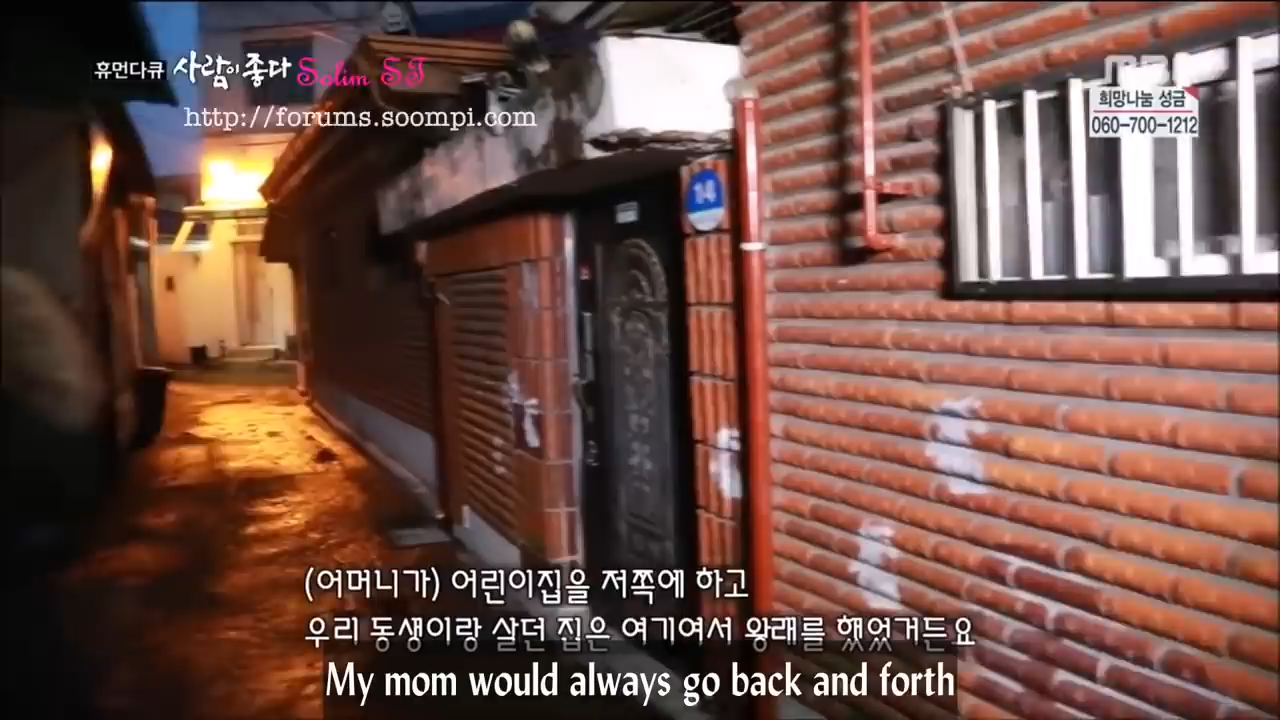 휴먼다큐 사람이 좋다 Solim SJ
http://forums.soompi.com
MBC
희망나눔 성금
060-700-1212
14
(어머니가) 어린이집을 저쪽에 하고
우리 동생이랑 살던 집은 여기여서 왕래를 했었거든요
My mom would always go back and forth